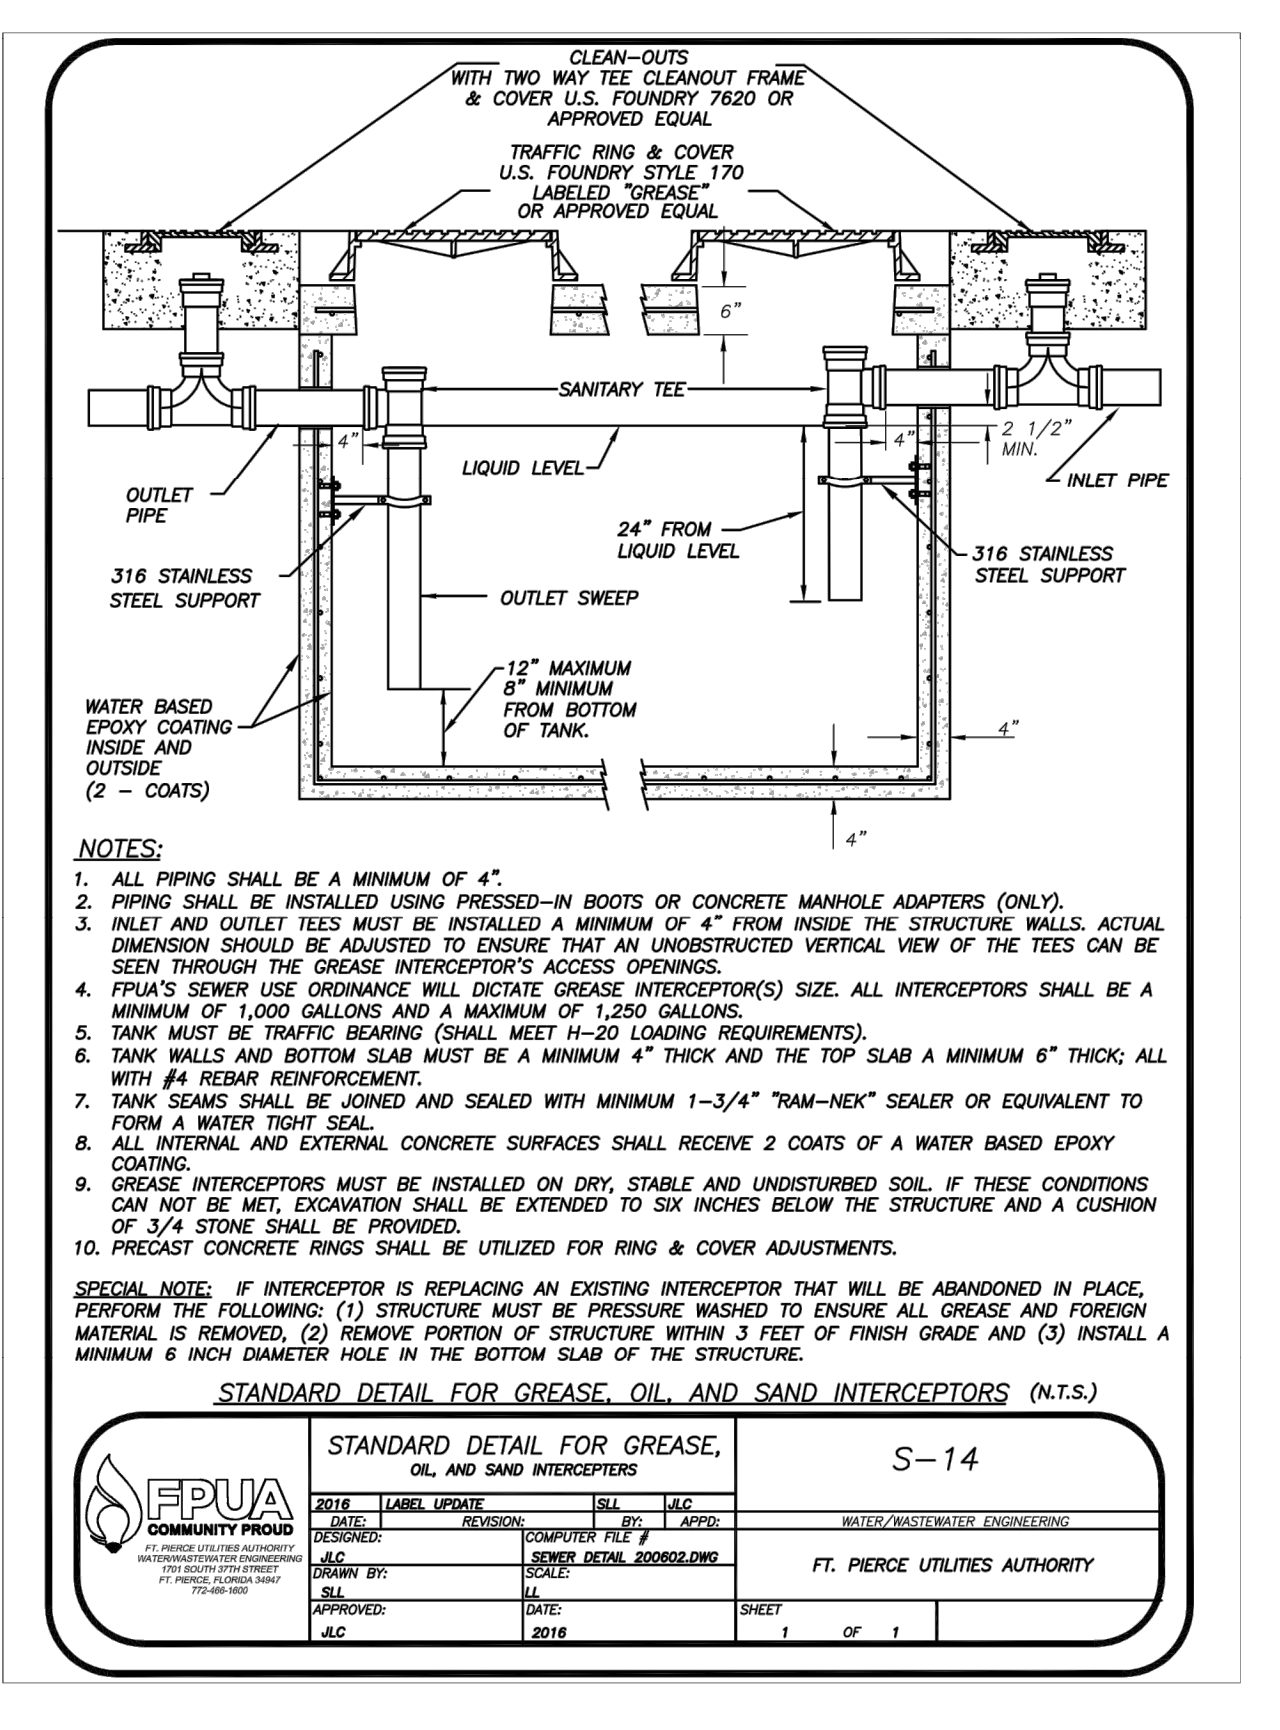 CLEAN-OUTS
WITH TWO WAY TEE CLEANOUT FRAME
& COVER U.S. FOUNDRY 7620 OR
APPROVED EQUAL
TRAFFIC RING & COVER
U.S. FOUNDRY STYLE 170
LABELED "GREASE"
OR APPROVED EQUAL
6"
SANITARY TEE
4"
4"
2 1/2"
MIN.
LIQUID LEVEL
INLET PIPE
OUTLET
PIPE
24" FROM
LIQUID LEVEL
316 STAINLESS
STEEL SUPPORT
316 STAINLESS
STEEL SUPPORT
OUTLET SWEEP
12" MAXIMUM
8" MINIMUM
FROM BOTTOM
OF TANK.
WATER BASED
EPOXY COATING
INSIDE AND
OUTSIDE
(2 - COATS)
4"
4"
NOTES:
1. ALL PIPING SHALL BE A MINIMUM OF 4".
2. PIPING SHALL BE INSTALLED USING PRESSED-IN BOOTS OR CONCRETE MANHOLE ADAPTERS (ONLY).
3. INLET AND OUTLET TEES MUST BE INSTALLED A MINIMUM OF 4" FROM INSIDE THE STRUCTURE WALLS. ACTUAL
DIMENSION SHOULD BE ADJUSTED TO ENSURE THAT AN UNOBSTRUCTED VERTICAL VIEW OF THE TEES CAN BE
SEEN THROUGH THE GREASE INTERCEPTOR'S ACCESS OPENINGS.
4. FPUA'S SEWER USE ORDINANCE WILL DICTATE GREASE INTERCEPTOR(S) SIZE. ALL INTERCEPTORS SHALL BE A
MINIMUM OF 1,000 GALLONS AND A MAXIMUM OF 1,250 GALLONS.
5. TANK MUST BE TRAFFIC BEARING (SHALL MEET H-20 LOADING REQUIREMENTS).
6. TANK WALLS AND BOTTOM SLAB MUST BE A MINIMUM 4" THICK AND THE TOP SLAB A MINIMUM 6" THICK; ALL
WITH #4 REBAR REINFORCEMENT.
7. TANK SEAMS SHALL BE JOINED AND SEALED WITH MINIMUM 1-3/4" "RAM-NEK" SEALER OR EQUIVALENT TO
FORM A WATER TIGHT SEAL.
8. ALL INTERNAL AND EXTERNAL CONCRETE SURFACES SHALL RECEIVE 2 COATS OF A WATER BASED EPOXY
COATING.
9. GREASE INTERCEPTORS MUST BE INSTALLED ON DRY, STABLE AND UNDISTURBED SOIL. IF THESE CONDITIONS
CAN NOT BE MET, EXCAVATION SHALL BE EXTENDED TO SIX INCHES BELOW THE STRUCTURE AND A CUSHION
OF 3/4 STONE SHALL BE PROVIDED.
10. PRECAST CONCRETE RINGS SHALL BE UTILIZED FOR RING & COVER ADJUSTMENTS.
SPECIAL NOTE: IF INTERCEPTOR IS REPLACING AN EXISTING INTERCEPTOR THAT WILL BE ABANDONED IN PLACE,
PERFORM THE FOLLOWING: (1) STRUCTURE MUST BE PRESSURE WASHED TO ENSURE ALL GREASE AND FOREIGN
MATERIAL IS REMOVED, (2) REMOVE PORTION OF STRUCTURE WITHIN 3 FEET OF FINISH GRADE AND (3) INSTALL A
MINIMUM 6 INCH DIAMETER HOLE IN THE BOTTOM SLAB OF THE STRUCTURE.
STANDARD DETAIL FOR GREASE, OIL, AND SAND INTERCEPTORS (N.T.S.)
FPUA
COMMUNITY PROUD
FT. PIERCE UTILITIES AUTHORITY
WATER/WASTEWATER ENGINEERING
1701 SOUTH 37TH STREET
FT. PIERCE, FLORIDA 34947
772-466-1600
STANDARD DETAIL FOR GREASE,
OIL, AND SAND INTERCEPTERS
2016 LABEL UPDATE SLL JLC
DATE: REVISION: BY: APPD:
DESIGNED: COMPUTER FILE #
JLC SEWER DETAIL 200602.DWG
DRAWN BY: SCALE:
SLL LL
APPROVED: DATE:
JLC 2016
S-14
WATER/WASTEWATER ENGINEERING
FT. PIERCE UTILITIES AUTHORITY
SHEET
1 OF 1